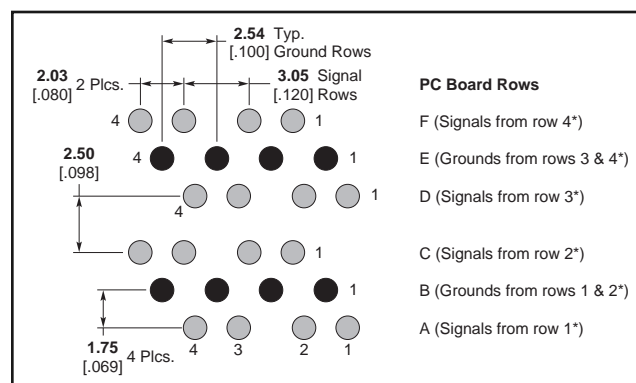 2.54 Typ.
[.100] Ground Rows
2.03 2 Plcs.
[.080]
3.05 Signal
[.120] Rows
PC Board Rows
4 1 F (Signals from row 4*)
2.50
[.098]
4 1 E (Grounds from rows 3 & 4*)
4 1 D (Signals from row 3*)
1 C (Signals from row 2*)
1 B (Grounds from rows 1 & 2*)
A (Signals from row 1*)
1.75 4 Plcs.
[.069]
4 3 2 1